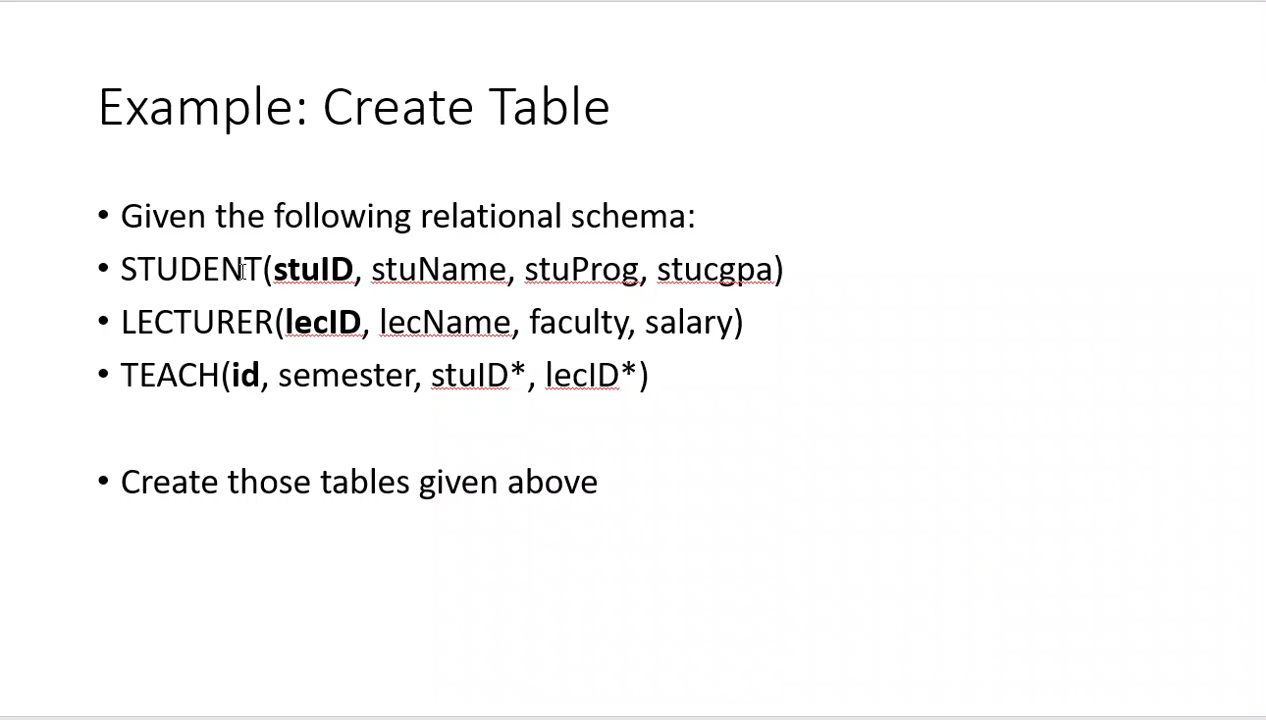 Example: Create Table
• Given the following relational schema:
• STUDENT(stuID, stuName, stuProg, stucgpa)
• LECTURER(lecID, lecName, faculty, salary)
• TEACH(id, semester, stuID*, lecID*)
• Create those tables given above